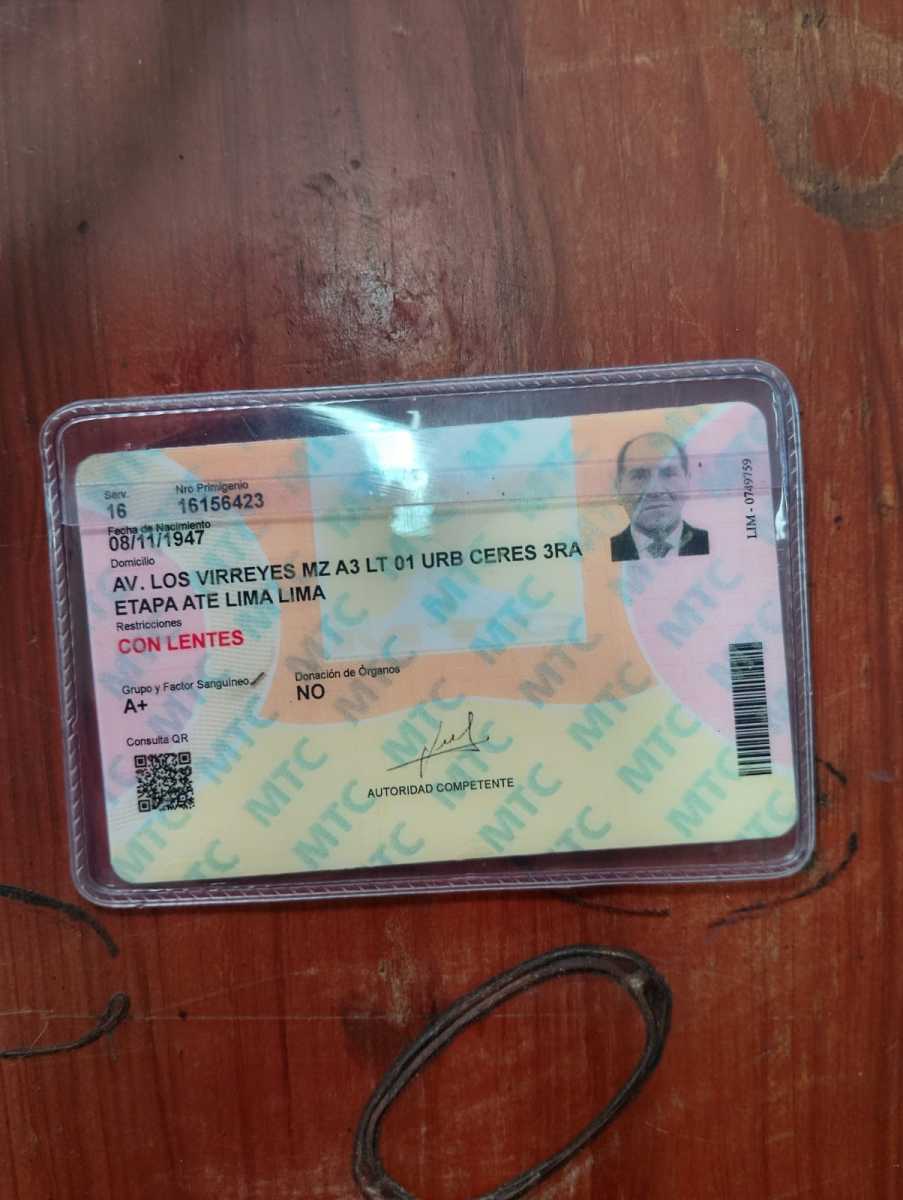 Serv. Nro Primigenio
16 16156423
Fecha de Nacimiento
08/11/1947
Domicilio
AV. LOS VIRREYES MZ A3 LT 01 URB CERES 3RA
ETAPA ATE LIMA LIMA
Restricciones
CON LENTES
Grupo y Factor Sanguineo Donación de Órganos
A+ NO
Consulta QR
AUTORIDAD COMPETENTE
LIM - 0749759
MTC